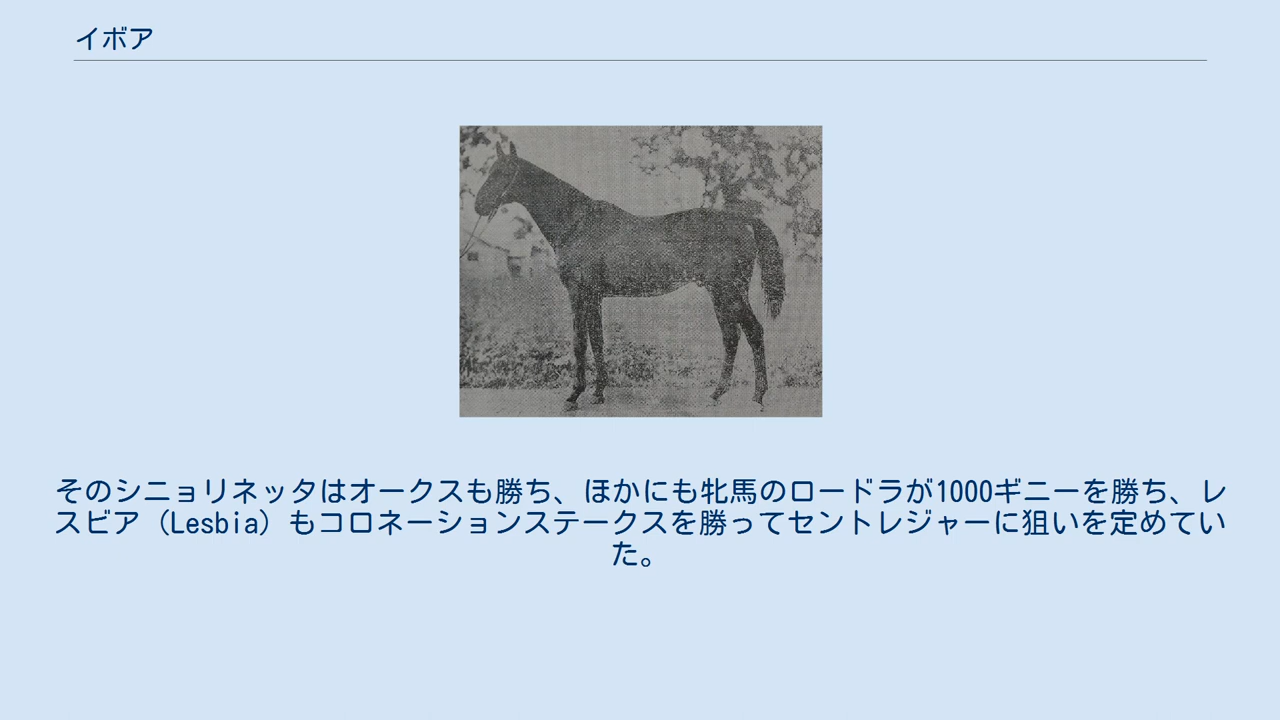 イボア
そのシニョリネッタはオークスも勝ち、ほかにも牝馬のロードラが1000ギニーを勝ち、レ
スビア（Lesbia）もコロネーションステークスを勝ってセントレジャーに狙いを定めてい
た。